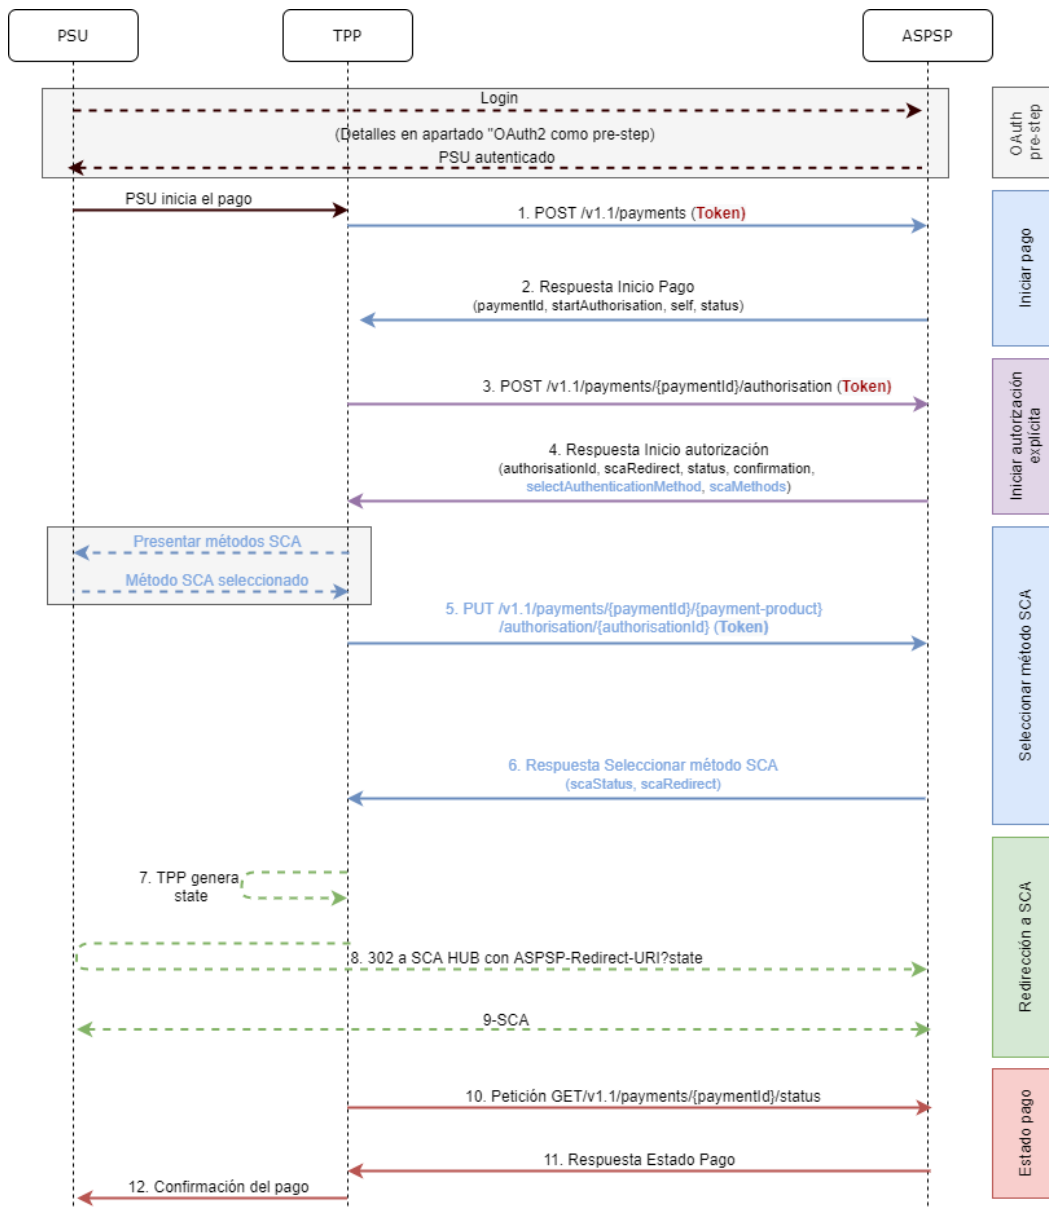 PSU
TPP
ASPSP
Login
(Detalles en apartado "OAuth2 como pre-step)
PSU autenticado
OAuth
pre-step
PSU inicia el pago
1. POST /v1.1/payments (Token)
2. Respuesta Inicio Pago
(paymentId, startAuthorisation, self, status)
Iniciar pago
3. POST /v1.1/payments/{paymentId}/authorisation (Token)
4. Respuesta Inicio autorización
(authorisationId, scaRedirect, status, confirmation,
selectAuthenticationMethod, scaMethods)
Iniciar autorización
explícita
Presentar métodos SCA
Método SCA seleccionado
5. PUT /v1.1/payments/{paymentId}/{payment-product}
/authorisation/{authorisationId} (Token)
6. Respuesta Seleccionar método SCA
(scaStatus, scaRedirect)
Seleccionar método SCA
7. TPP genera
state
8. 302 a SCA HUB con ASPSP-Redirect-URI?state
9-SCA
Redirección a SCA
10. Petición GET/v1.1/payments/{paymentId}/status
11. Respuesta Estado Pago
12. Confirmación del pago
Estado pago